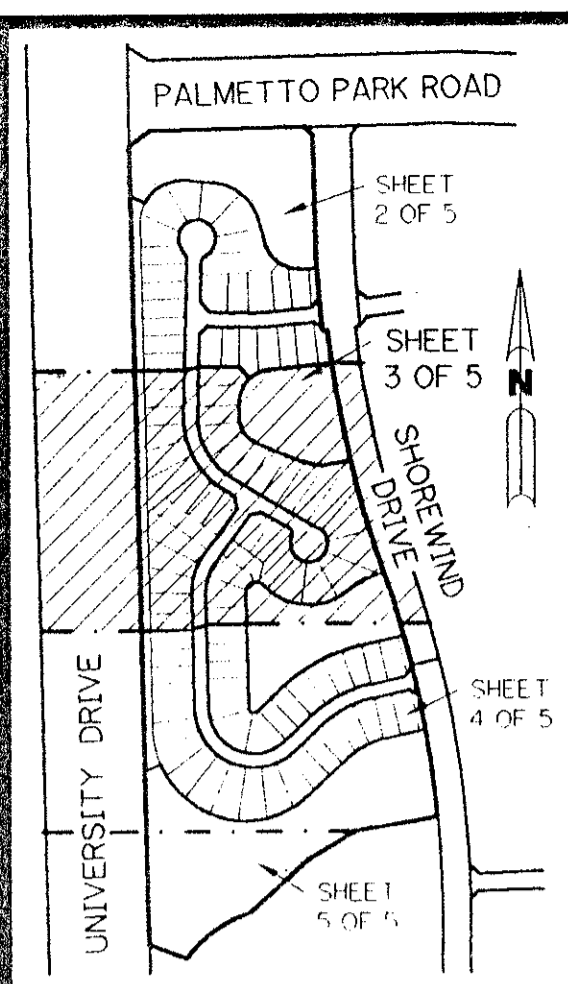 PALMETTO PARK ROAD
SHEET
2 OF 5
SHEET
3 OF 5
N
SHOREWIND
DRIVE
UNIVERSITY DRIVE
SHEET
4 OF 5
SHEET
5 OF 5